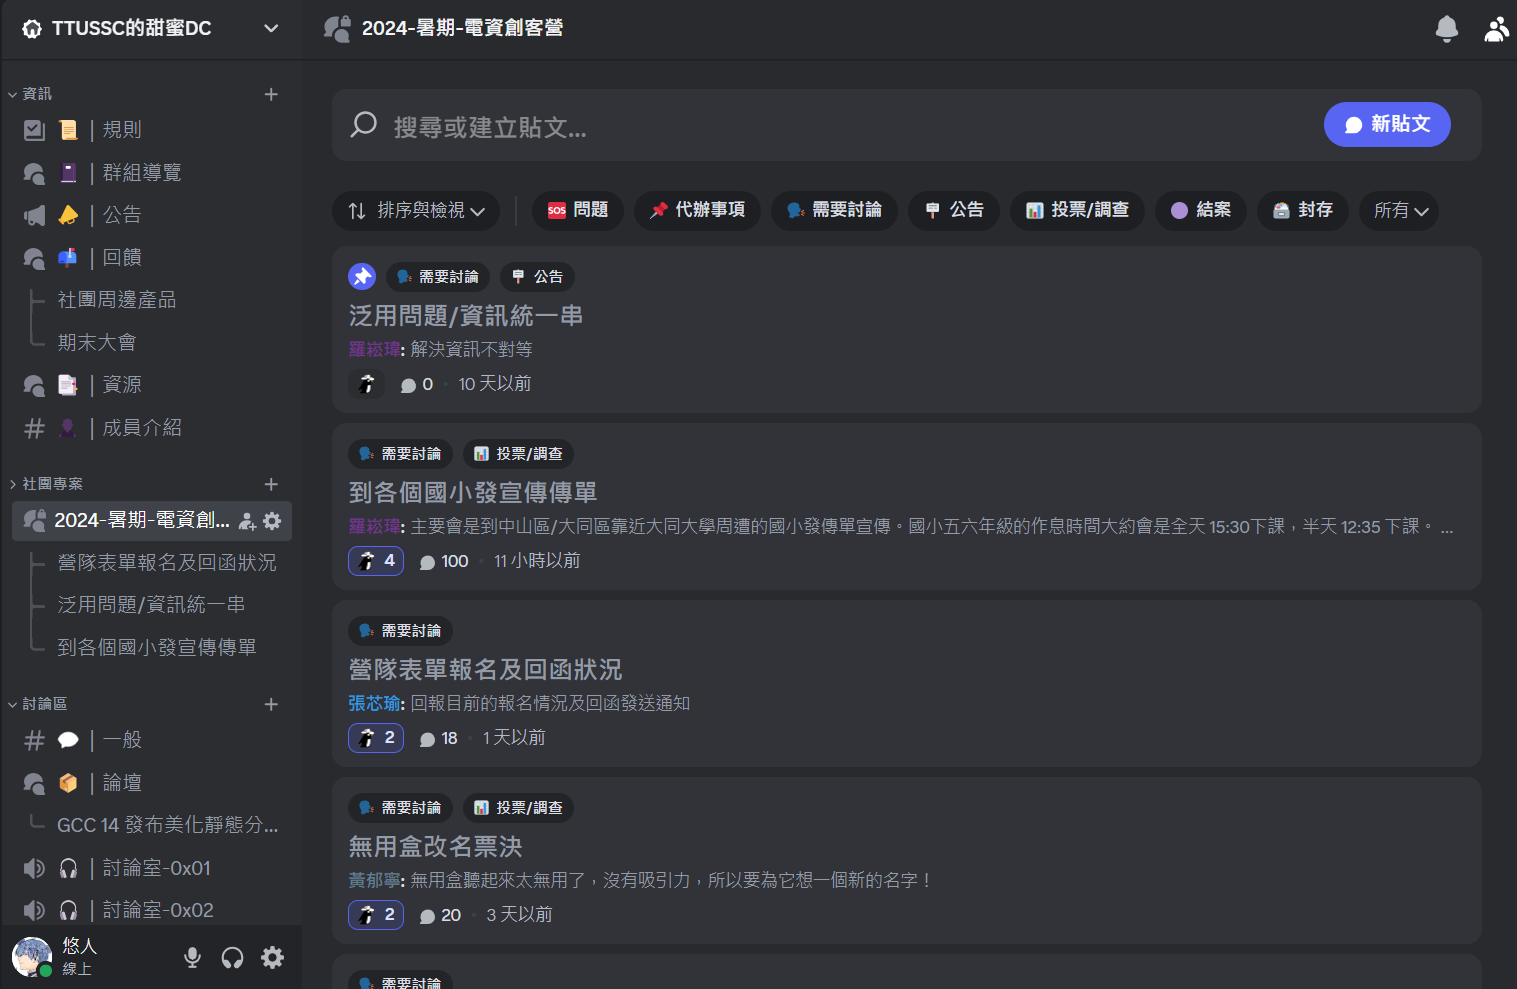 TTUSSC的甜蜜DC
資訊
| 規則
| 群組導覽
| 公告
| 回饋
社團周邊產品
期末大會
| 資源
| 成員介紹
社團專案
2024-暑期-電資創...
營隊表單報名及回函狀況
泛用問題/資訊統一串
到各個國小發宣傳傳單
討論區
| 一般
| 論壇
GCC 14 發布美化靜態分...
| 討論室-0x01
| 討論室-0x02
悠人
線上
2024-暑期-電資創客營
搜尋或建立貼文...
新貼文
排序與檢視
SOS 問題
代辦事項
需要討論
公告
投票/調查
結案
封存
所有
需要討論 公告
泛用問題/資訊統一串
羅崧瑋: 解決資訊不對等
0 · 10 天以前
需要討論 投票/調查
到各個國小發宣傳傳單
羅崧瑋: 主要會是到中山區/大同區靠近大同大學周遭的國小發傳單宣傳。國小五六年級的作息時間大約會是全天 15:30下課，半天 12:35 下課。 ...
4 100 · 11 小時以前
需要討論
營隊表單報名及回函狀況
張芯瑜: 回報目前的報名情況及回函發送通知
2 18 · 1 天以前
需要討論 投票/調查
無用盒改名票決
黃郁寧: 無用盒聽起來太無用了，沒有吸引力，所以要為它想一個新的名字！
2 20 · 3 天以前
需要討論